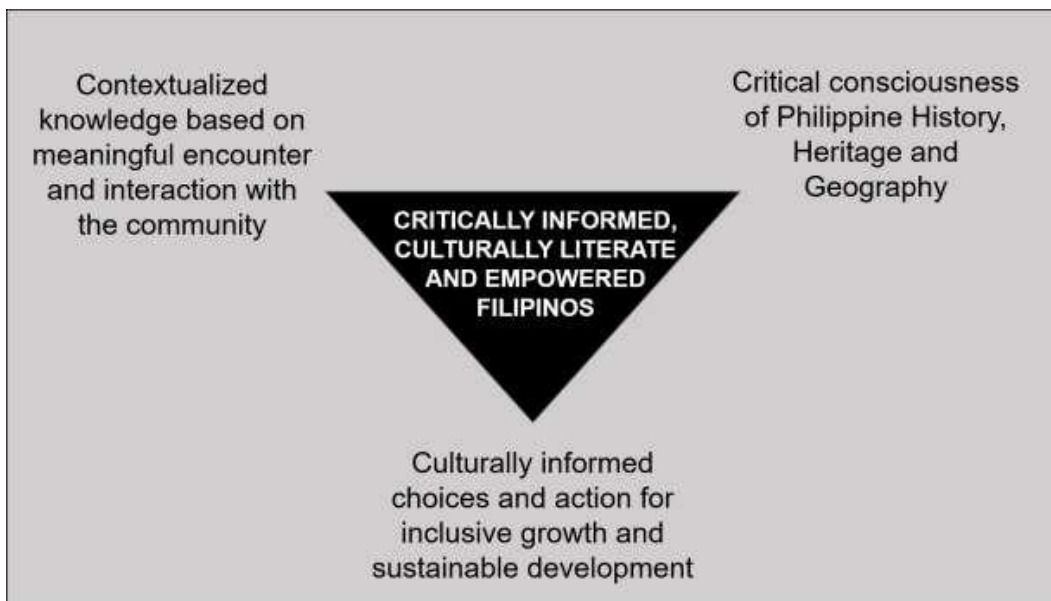 Contextualized
knowledge based on
meaningful encounter
and interaction with
the community
Critical consciousness
of Philippine History,
Heritage and
Geography
CRITICALLY INFORMED,
CULTURALLY LITERATE
AND EMPOWERED
FILIPINOS
Culturally informed
choices and action for
inclusive growth and
sustainable development